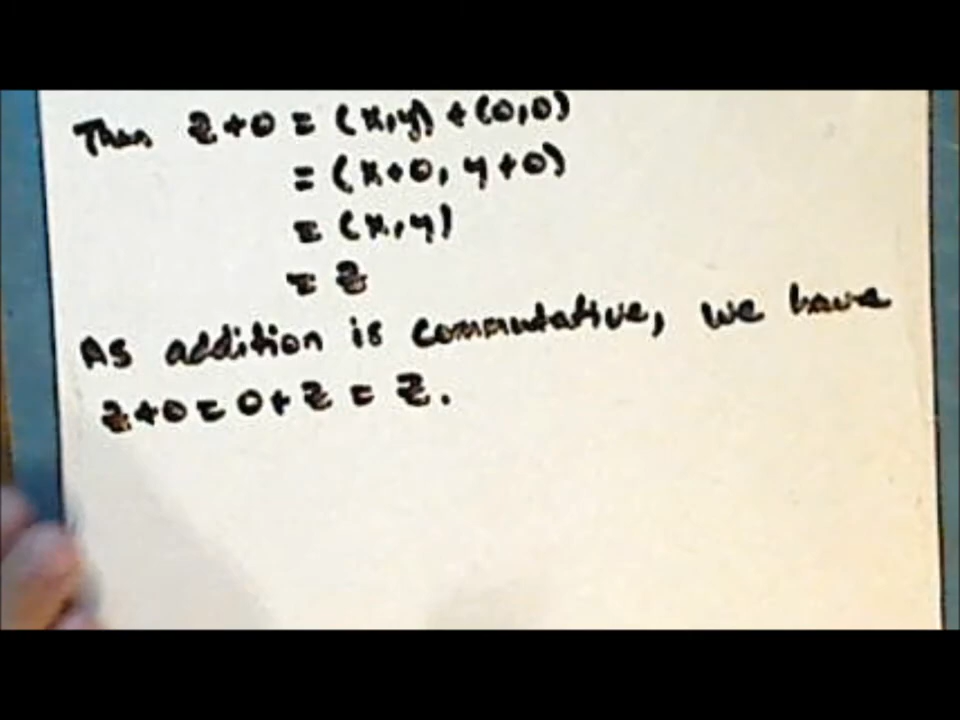 Then z+0 = (x,y) + (0,0)
= (x+0, y+0)
= (x,y)
= z
As addition is commutative, we have
z+0=0+z = z.